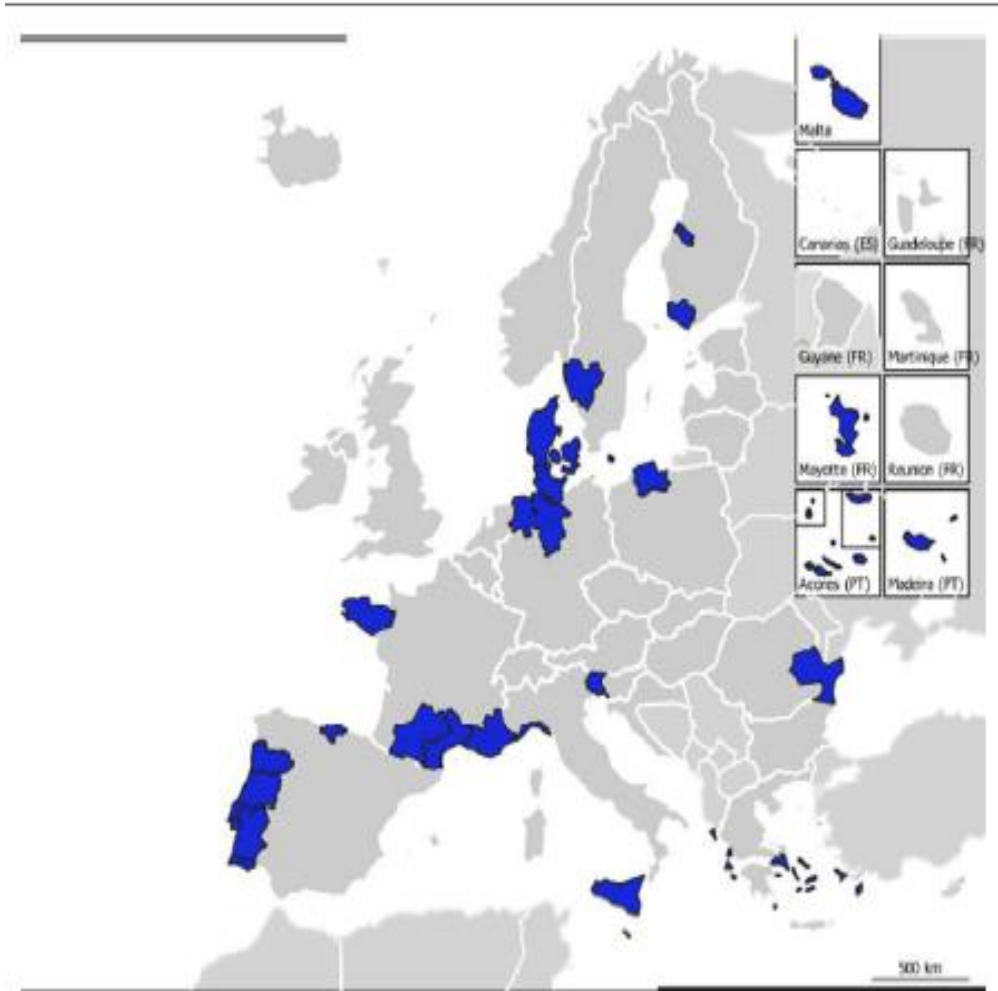 Malta
Canarias (ES)
Guadeloupe (FR)
Guyane (FR)
Martinique (FR)
Mayotte (FR)
Reunion (FR)
Acores (PT)
Madeira (PT)
500 km